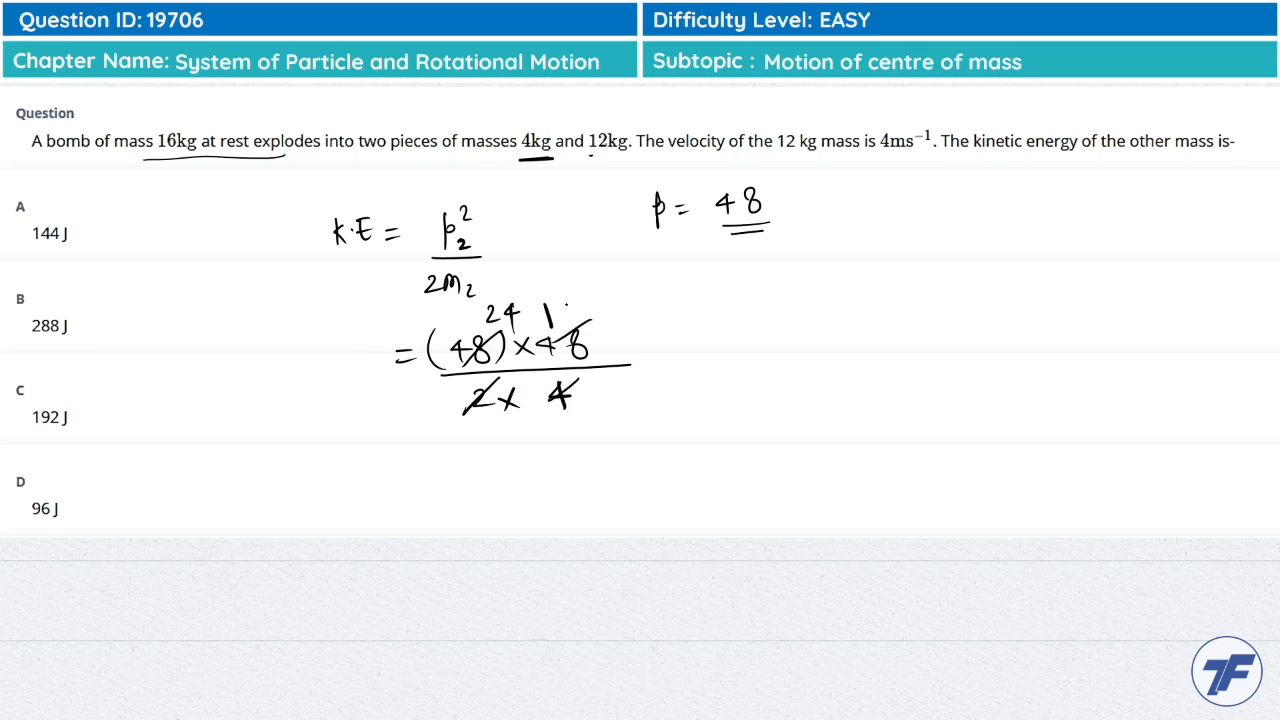 Question ID: 19706
Difficulty Level: EASY
Chapter Name: System of Particle and Rotational Motion
Subtopic : Motion of centre of mass
Question
A bomb of mass 16kg at rest explodes into two pieces of masses 4kg and 12kg. The velocity of the 12 kg mass is 4ms⁻¹. The kinetic energy of the other mass is-
A
144 J
B
288 J
C
192 J
D
96 J
p = 48
K.E = p₂²
2m₂
24 1
= (48) × 48
2 × 4
7F